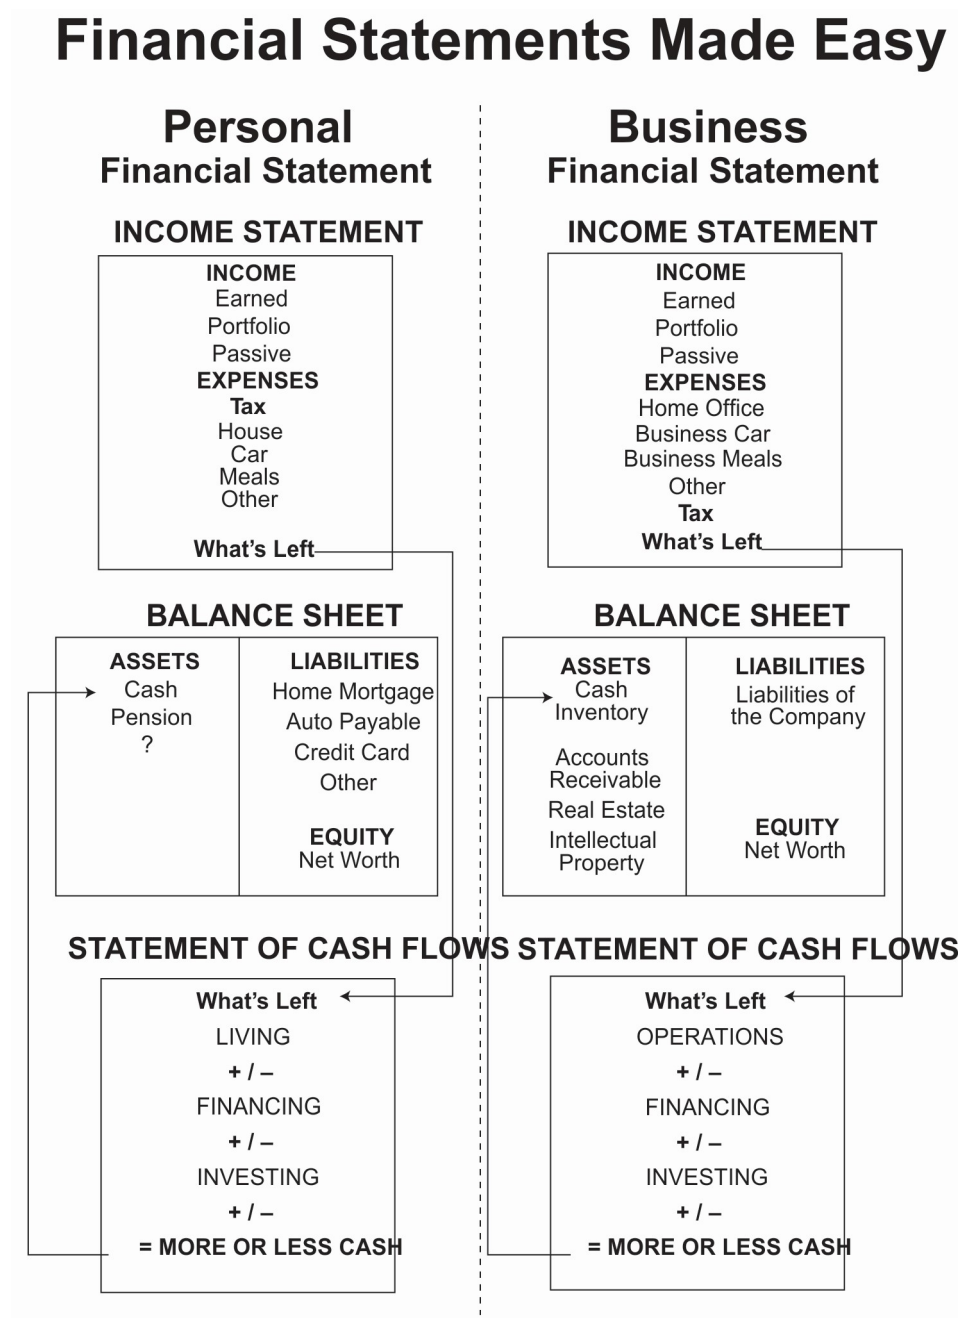 Financial Statements Made Easy
Personal
Financial Statement
INCOME STATEMENT
INCOME
Earned
Portfolio
Passive
EXPENSES
Tax
House
Car
Meals
Other
What's Left
BALANCE SHEET
ASSETS
Cash
Pension
?
LIABILITIES
Home Mortgage
Auto Payable
Credit Card
Other
EQUITY
Net Worth
STATEMENT OF CASH FLOWS
What's Left
LIVING
+ / –
FINANCING
+ / –
INVESTING
+ / –
= MORE OR LESS CASH
Business
Financial Statement
INCOME STATEMENT
INCOME
Earned
Portfolio
Passive
EXPENSES
Home Office
Business Car
Business Meals
Other
Tax
What's Left
BALANCE SHEET
ASSETS
Cash
Inventory
Accounts
Receivable
Real Estate
Intellectual
Property
LIABILITIES
Liabilities of
the Company
EQUITY
Net Worth
STATEMENT OF CASH FLOWS
What's Left
OPERATIONS
+ / –
FINANCING
+ / –
INVESTING
+ / –
= MORE OR LESS CASH